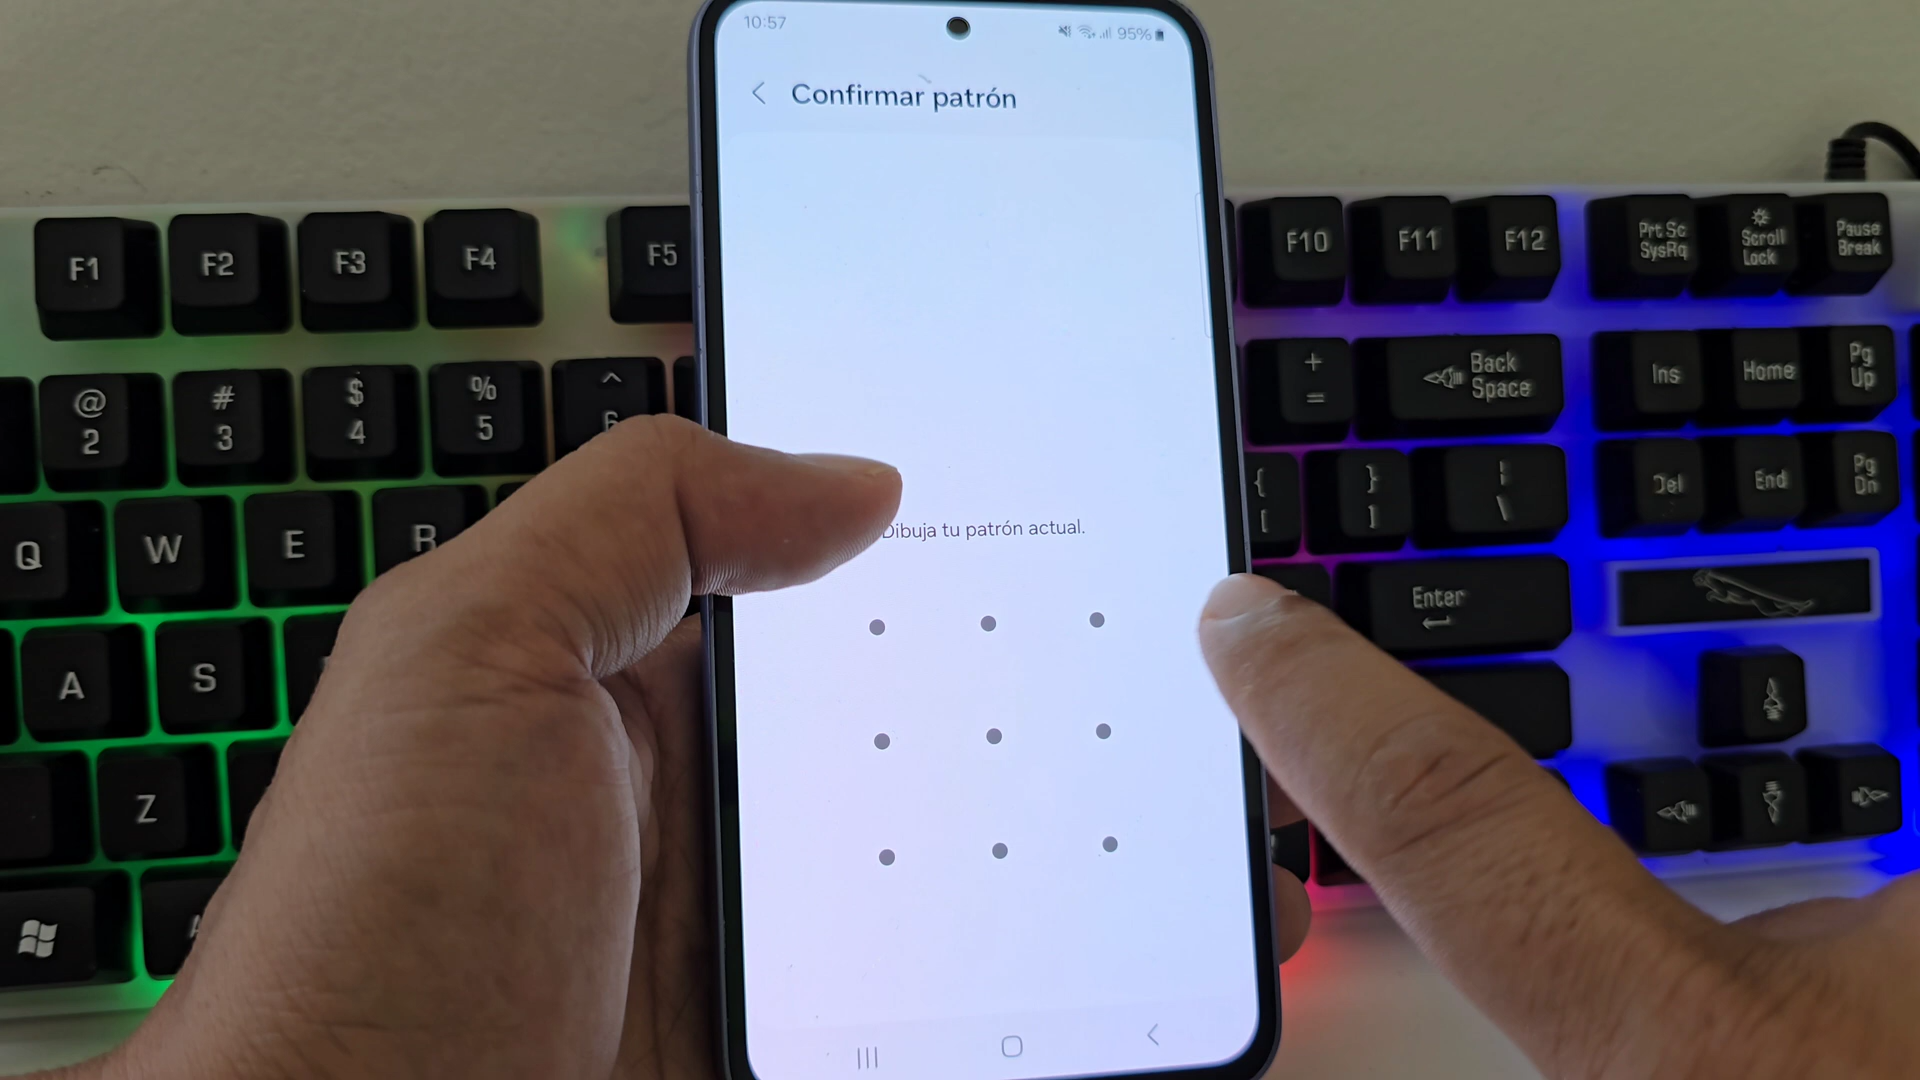 10:57
95%
Confirmar patrón
Dibuja tu patrón actual.
F1
F2
F3
F4
F5
F10
F11
F12
Prt Sc
SysRq
Scroll
Lock
Pause
Break
@
2
#
3
$
4
%
5
^
6
+
=
Back
Space
Ins
Home
Pg
Up
Q
W
E
R
{
[
}
]
¦
\
Del
End
Pg
Dn
A
S
Enter
Z